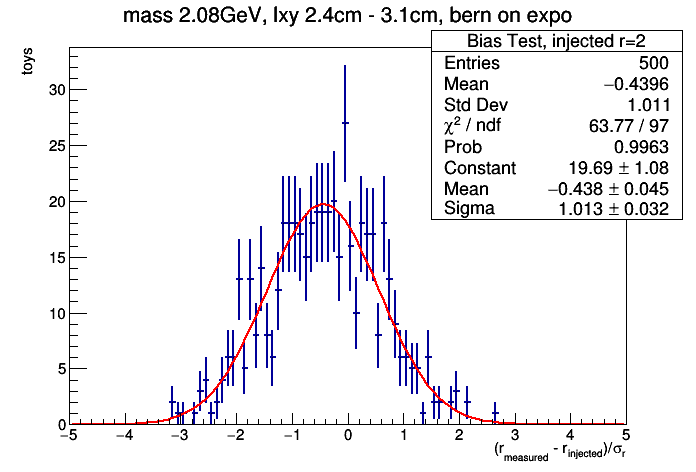 mass 2.08GeV, lxy 2.4cm - 3.1cm, bern on expo
Bias Test, injected r=2
Entries 500
Mean −0.4396
Std Dev 1.011
χ² / ndf 63.77 / 97
Prob 0.9963
Constant 19.69 ± 1.08
Mean −0.438 ± 0.045
Sigma 1.013 ± 0.032
toys
30
25
20
15
10
5
0
−5 −4 −3 −2 −1 0 1 2 3 4 5
(r_measured - r_injected)/σ_r